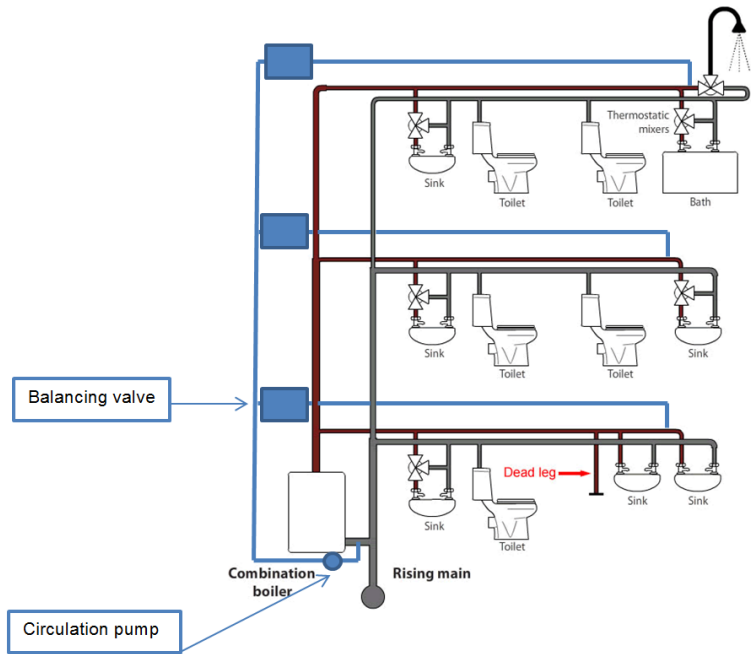 Thermostatic
mixers
Sink
Toilet
Toilet
Bath
Sink
Toilet
Toilet
Sink
Balancing valve
Dead leg
Sink
Sink
Sink
Toilet
Combination
boiler
Rising main
Circulation pump